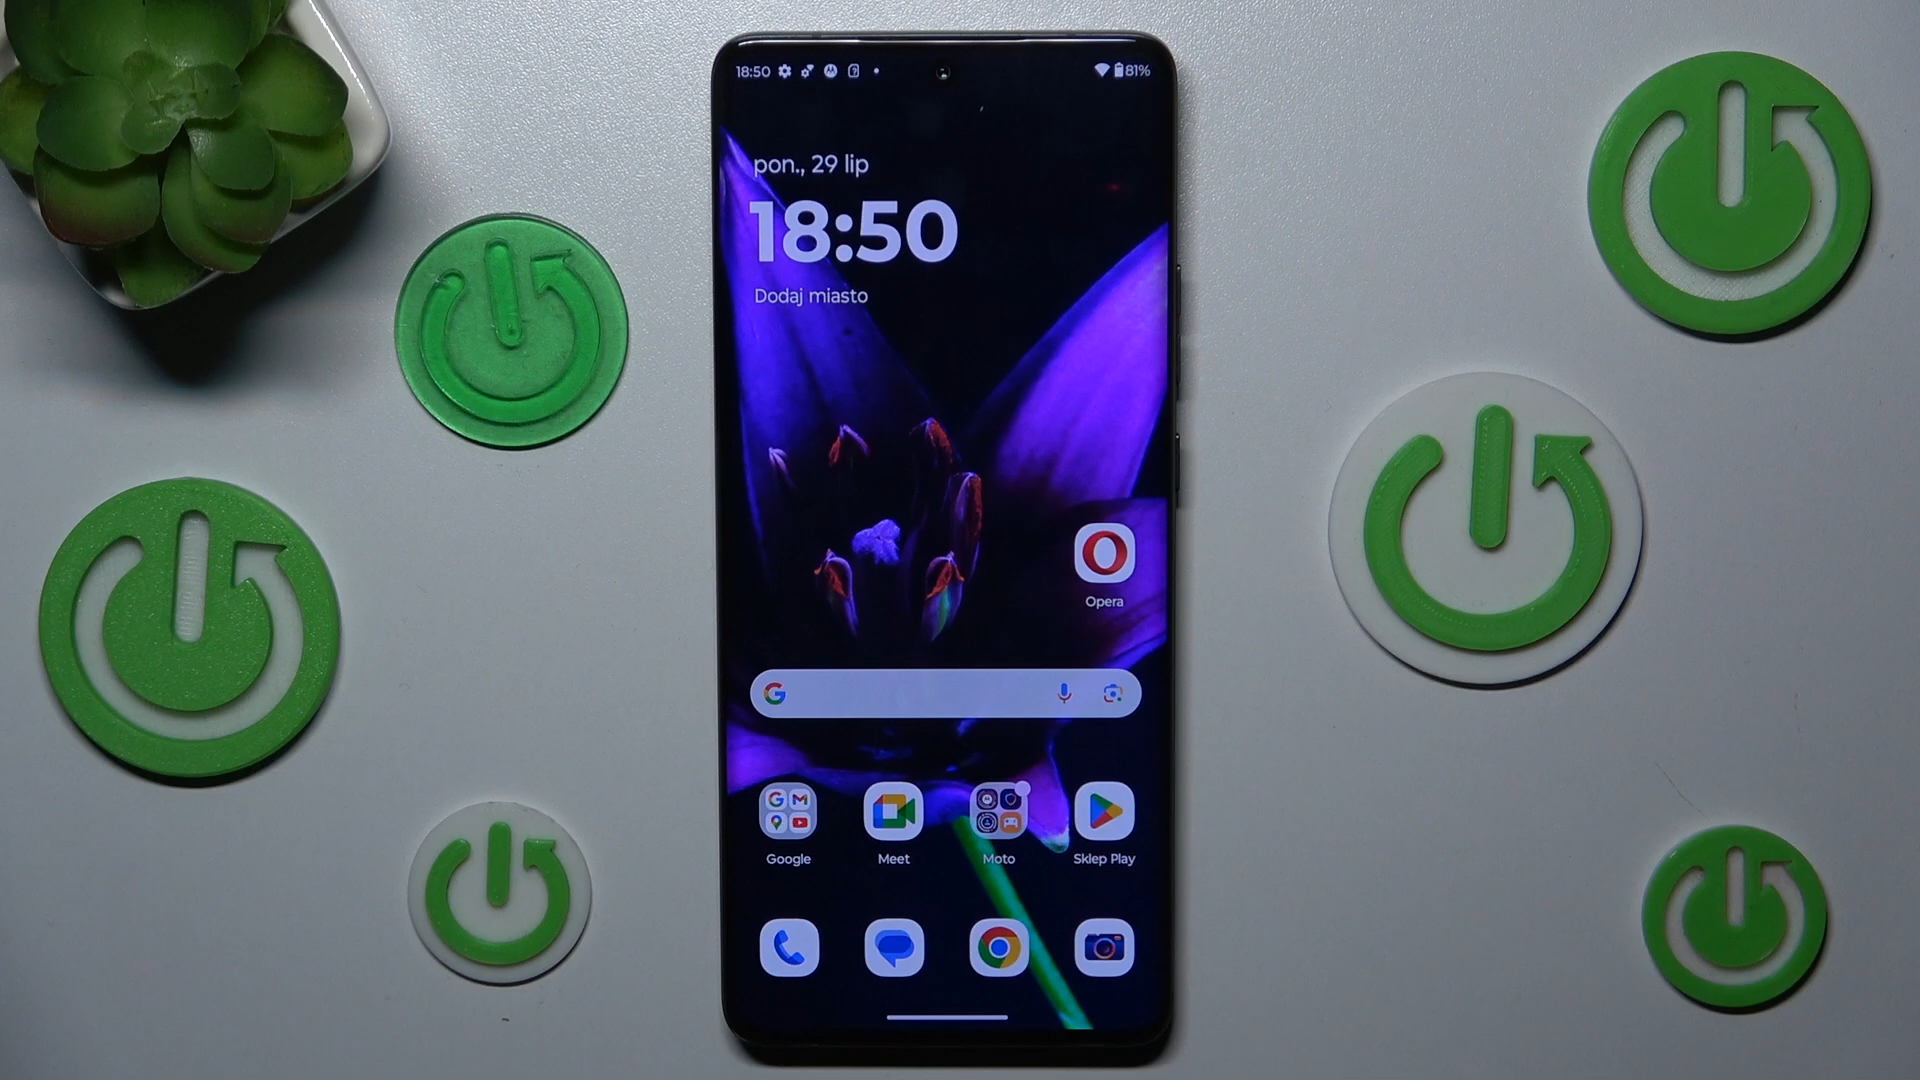 18:50
81%
pon., 29 lip
18:50
Dodaj miasto
Opera
Google
Meet
Moto
Sklep Play